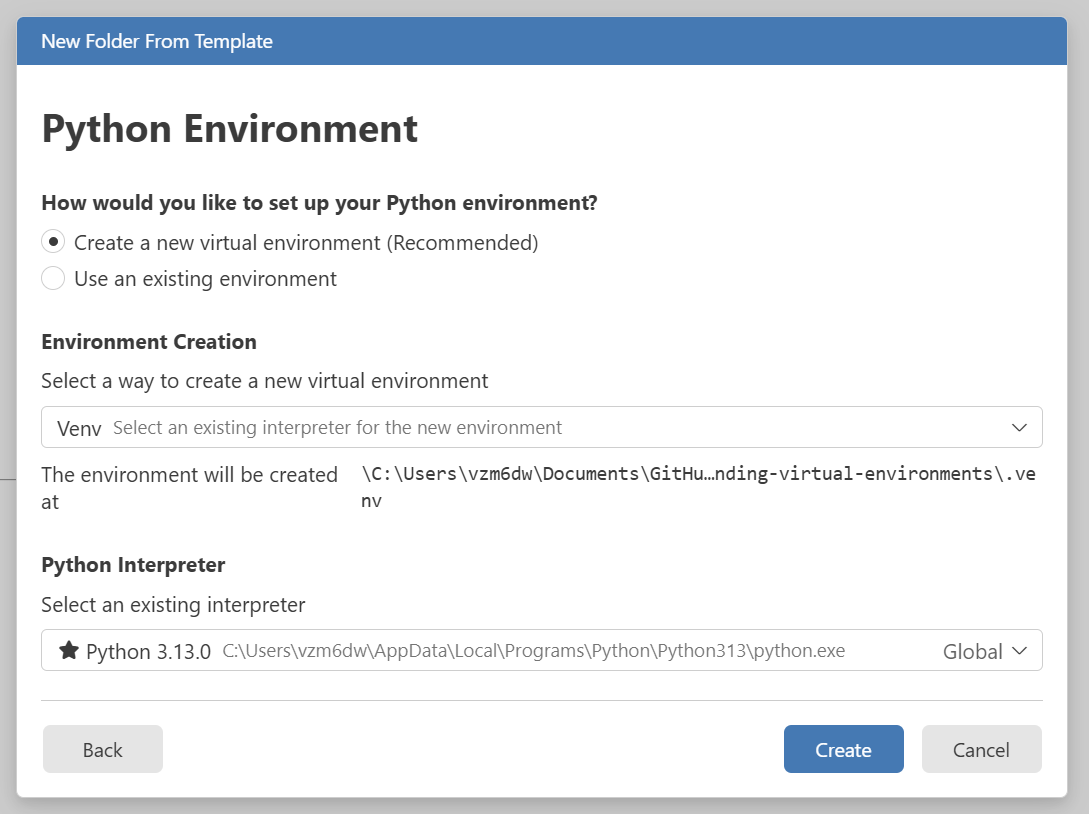 New Folder From Template
Python Environment
How would you like to set up your Python environment?
Create a new virtual environment (Recommended)
Use an existing environment
Environment Creation
Select a way to create a new virtual environment
Venv Select an existing interpreter for the new environment
The environment will be created at
\C:\Users\vzm6dw\Documents\GitHu…nding-virtual-environments\.ve
nv
Python Interpreter
Select an existing interpreter
★ Python 3.13.0 C:\Users\vzm6dw\AppData\Local\Programs\Python\Python313\python.exe Global
Back Create Cancel